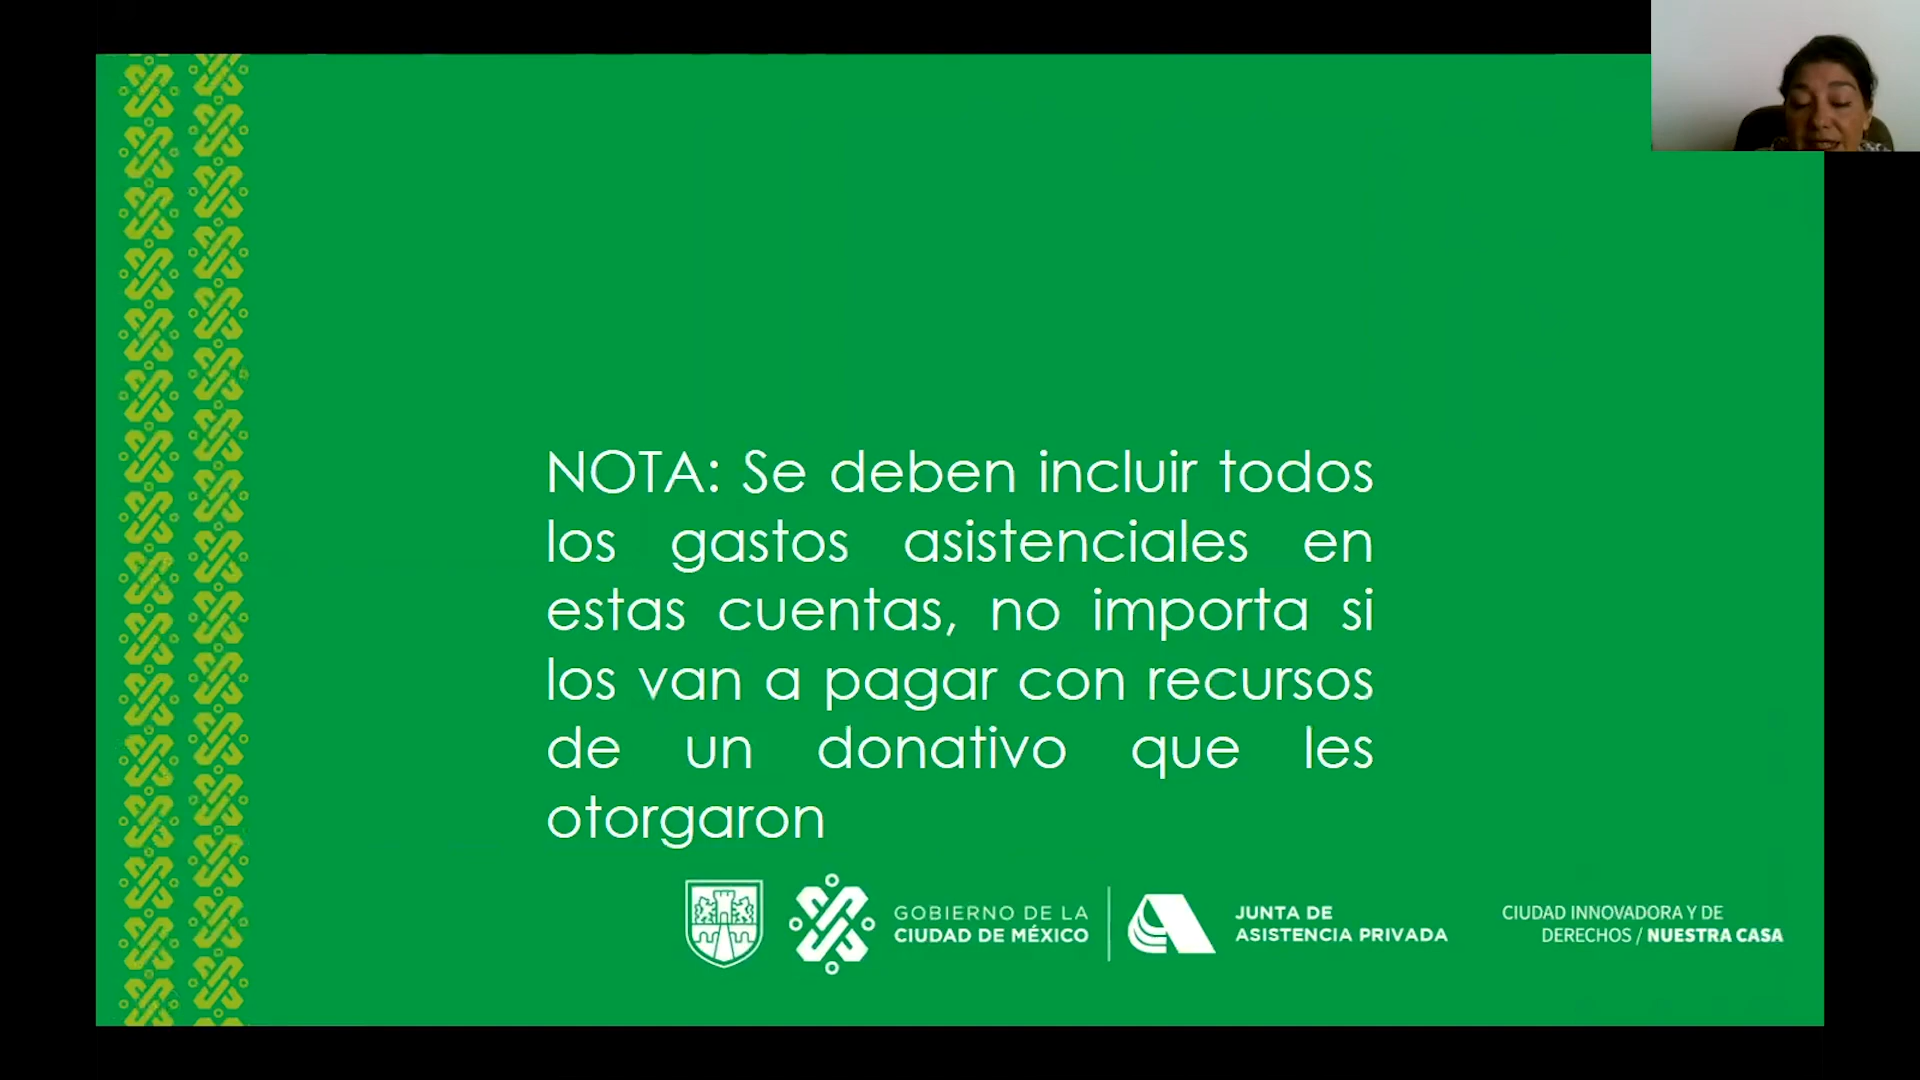 NOTA: Se deben incluir todos
los gastos asistenciales en
estas cuentas, no importa si
los van a pagar con recursos
de un donativo que les
otorgaron
GOBIERNO DE LA
CIUDAD DE MÉXICO
JUNTA DE
ASISTENCIA PRIVADA
CIUDAD INNOVADORA Y DE
DERECHOS / NUESTRA CASA